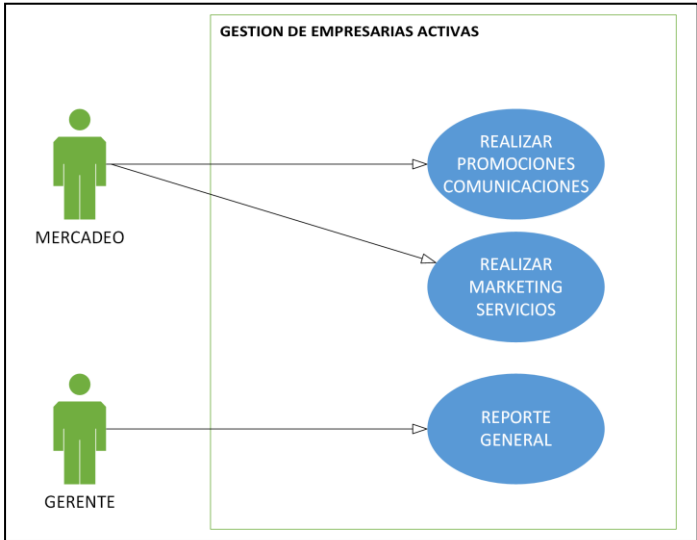 GESTION DE EMPRESARIAS ACTIVAS
REALIZAR
PROMOCIONES
COMUNICACIONES
MERCADEO
REALIZAR
MARKETING
SERVICIOS
REPORTE
GENERAL
GERENTE